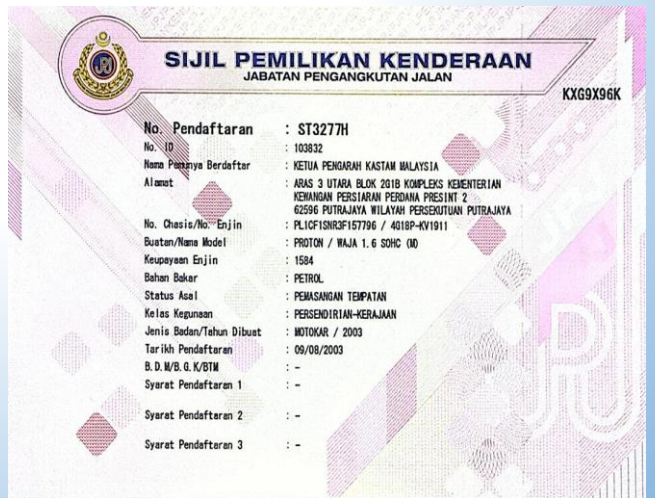 SIJIL PEMILIKAN KENDERAAN
JABATAN PENGANGKUTAN JALAN
KXG9X96K
No. Pendaftaran : ST3277H
No. ID : 103832
Nama Pemunya Berdaftar : KETUA PENGARAH KASTAM MALAYSIA
Alamat : ARAS 3 UTARA BLOK 2G1B KOMPLEKS KEMENTERIAN
KEWANGAN PERSIARAN PERDANA PRESINT 2
62596 PUTRAJAYA WILAYAH PERSEKUTUAN PUTRAJAYA
No. Chasis/No. Enjin : PL1CF1SNR3F157796 / 4G18P-KV1911
Buatan/Nama Model : PROTON / WAJA 1.6 SOHC (M)
Keupayaan Enjin : 1584
Bahan Bakar : PETROL
Status Asal : PEMASANGAN TEMPATAN
Kelas Kegunaan : PERSENDIRIAN-KERAJAAN
Jenis Badan/Tahun Dibuat : MOTOKAR / 2003
Tarikh Pendaftaran : 09/08/2003
B.D.M/B.G.K/BTM : -
Syarat Pendaftaran 1 : -
Syarat Pendaftaran 2 : -
Syarat Pendaftaran 3 : -